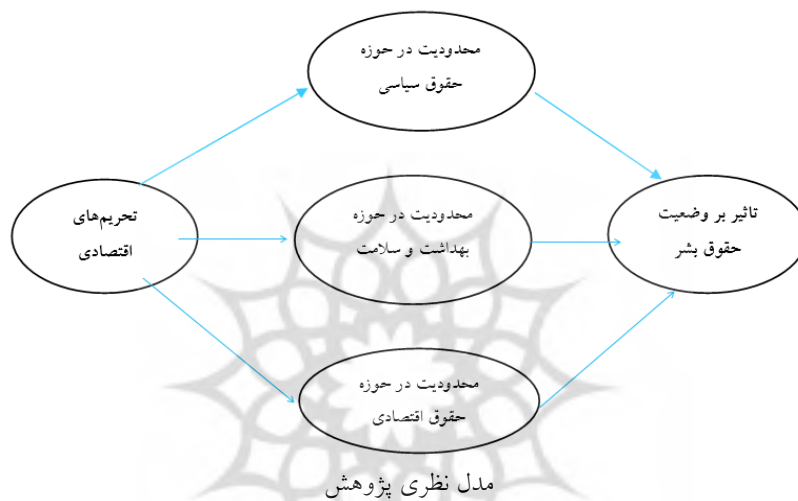 محدودیت در حوزه
حقوق سیاسی
تحریم‌های
اقتصادی
محدودیت در حوزه
بهداشت و سلامت
تاثیر بر وضعیت
حقوق بشر
محدودیت در حوزه
حقوق اقتصادی
مدل نظری پژوهش